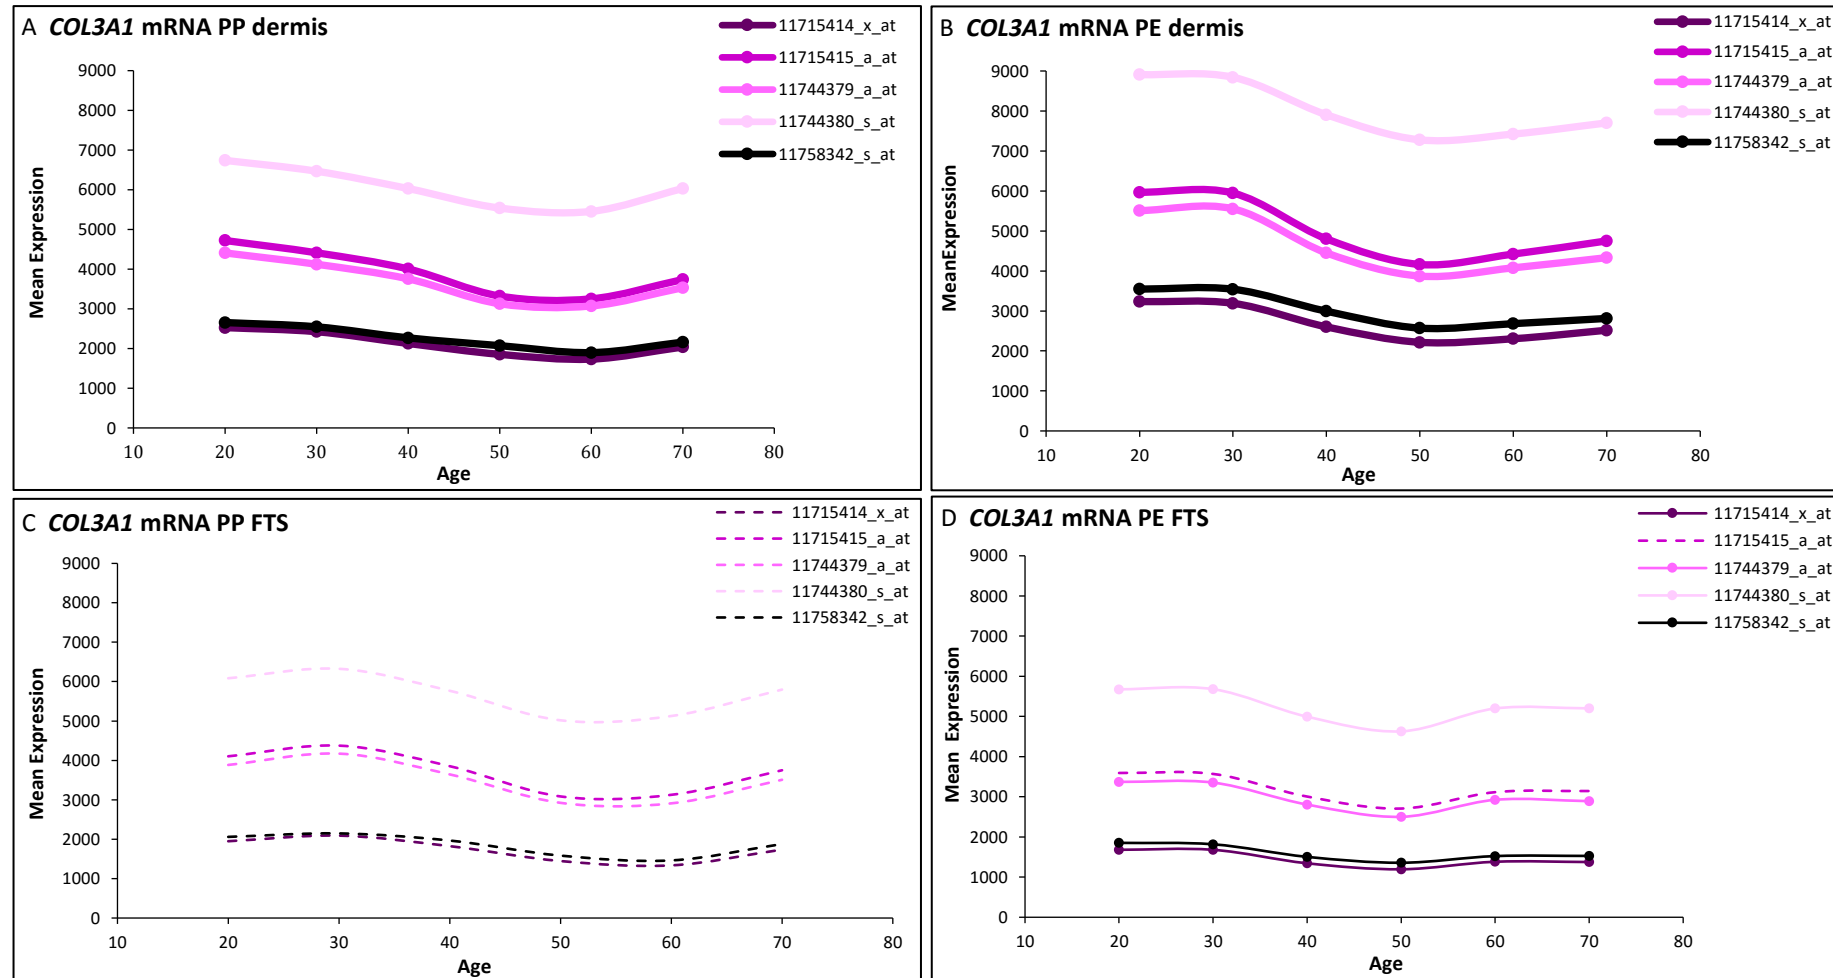 A COL3A1 mRNA PP dermis
11715414_x_at
11715415_a_at
11744379_a_at
11744380_s_at
11758342_s_at
Mean Expression
9000
8000
7000
6000
5000
4000
3000
2000
1000
0
10 20 30 40 50 60 70 80
Age
B COL3A1 mRNA PE dermis
11715414_x_at
11715415_a_at
11744379_a_at
11744380_s_at
11758342_s_at
MeanExpression
9000
8000
7000
6000
5000
4000
3000
2000
1000
0
10 20 30 40 50 60 70 80
Age
C COL3A1 mRNA PP FTS
11715414_x_at
11715415_a_at
11744379_a_at
11744380_s_at
11758342_s_at
Mean Expression
9000
8000
7000
6000
5000
4000
3000
2000
1000
0
10 20 30 40 50 60 70 80
Age
D COL3A1 mRNA PE FTS
11715414_x_at
11715415_a_at
11744379_a_at
11744380_s_at
11758342_s_at
Mean Expression
9000
8000
7000
6000
5000
4000
3000
2000
1000
0
10 20 30 40 50 60 70 80
Age